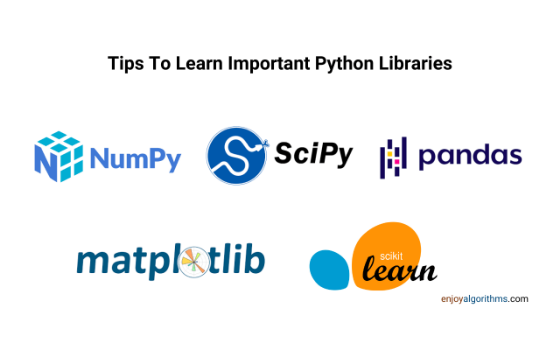 Tips To Learn Important Python Libraries
NumPy
SciPy
pandas
matplotlib
scikit
learn
enjoyalgorithms.com